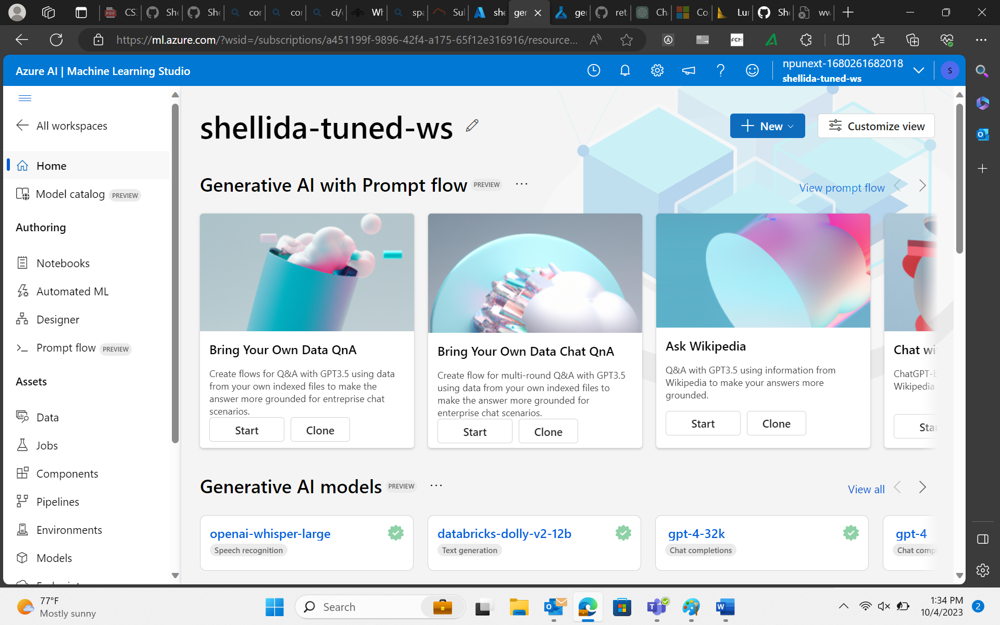 CS
She
She
cor
cor
ci/c
Wh
spa
Sul
she
ger
ger
ret
Cha
Co
Lur
She
ww
https://ml.azure.com/?wsid=/subscriptions/a451199f-9896-42f4-a175-65f12e316916/resource...
FCM
Azure AI | Machine Learning Studio
npunext-1680261682018
shellida-tuned-ws
S
All workspaces
Home
Model catalog PREVIEW
Authoring
Notebooks
Automated ML
Designer
Prompt flow PREVIEW
Assets
Data
Jobs
Components
Pipelines
Environments
Models
shellida-tuned-ws
New
Customize view
Generative AI with Prompt flow PREVIEW ...
View prompt flow
Bring Your Own Data QnA
Create flows for Q&A with GPT3.5 using data
from your own indexed files to make the
answer more grounded for entreprise chat
scenarios.
Start Clone
Bring Your Own Data Chat QnA
Create flow for multi-round Q&A with GPT3.5
using data from your own indexed files to
make the answer more grounded for
enterprise chat scenarios.
Start Clone
Ask Wikipedia
Q&A with GPT3.5 using information from
Wikipedia to make your answers more
grounded.
Start Clone
Chat wi
ChatGPT-b
Wikipedia
Star
Generative AI models PREVIEW ...
View all
openai-whisper-large
Speech recognition
databricks-dolly-v2-12b
Text generation
gpt-4-32k
Chat completions
gpt-4
Chat comp
77°F
Mostly sunny
Search
1:34 PM
10/4/2023
2